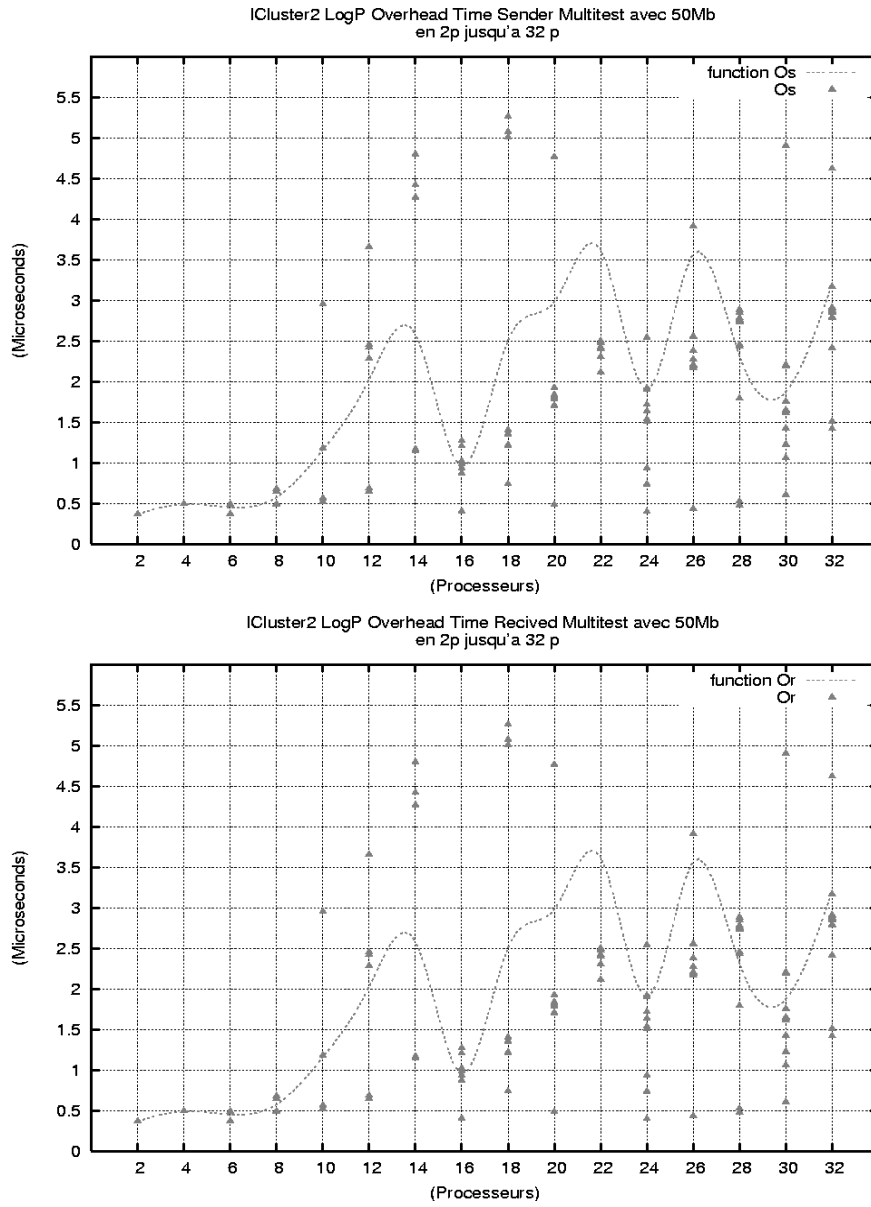 ICluster2 LogP Overhead Time Sender Multitest avec 50Mb
en 2p jusqu'a 32 p
function Os
Os
5.5
5
4.5
4
3.5
3
2.5
2
1.5
1
0.5
0
(Microseconds)
2 4 6 8 10 12 14 16 18 20 22 24 26 28 30 32
(Processeurs)
ICluster2 LogP Overhead Time Recived Multitest avec 50Mb
en 2p jusqu'a 32 p
function Or
Or
5.5
5
4.5
4
3.5
3
2.5
2
1.5
1
0.5
0
(Microseconds)
2 4 6 8 10 12 14 16 18 20 22 24 26 28 30 32
(Processeurs)